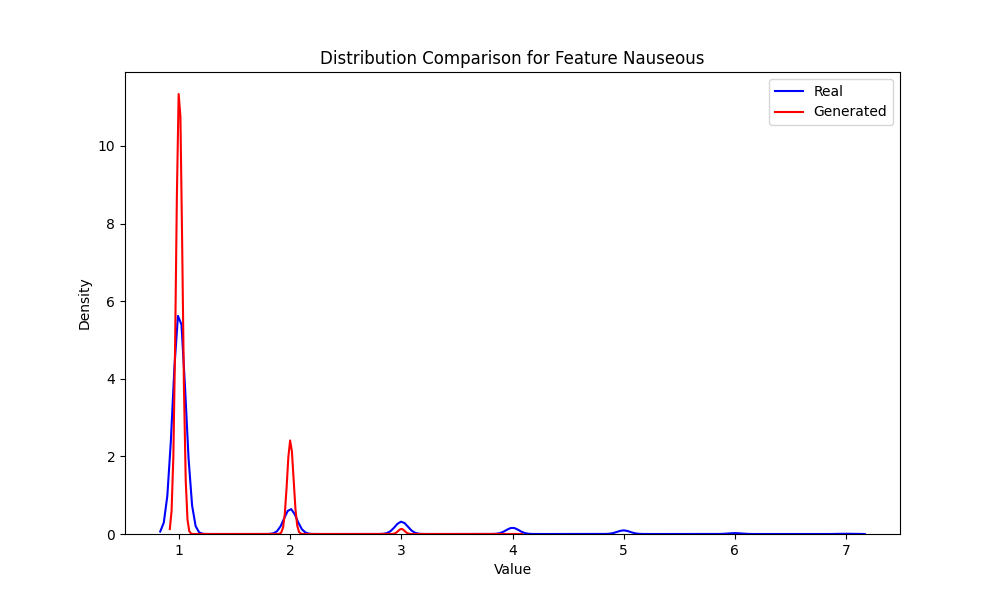 Distribution Comparison for Feature Nauseous
Real
Generated
Density
10
8
6
4
2
0
1 2 3 4 5 6 7
Value